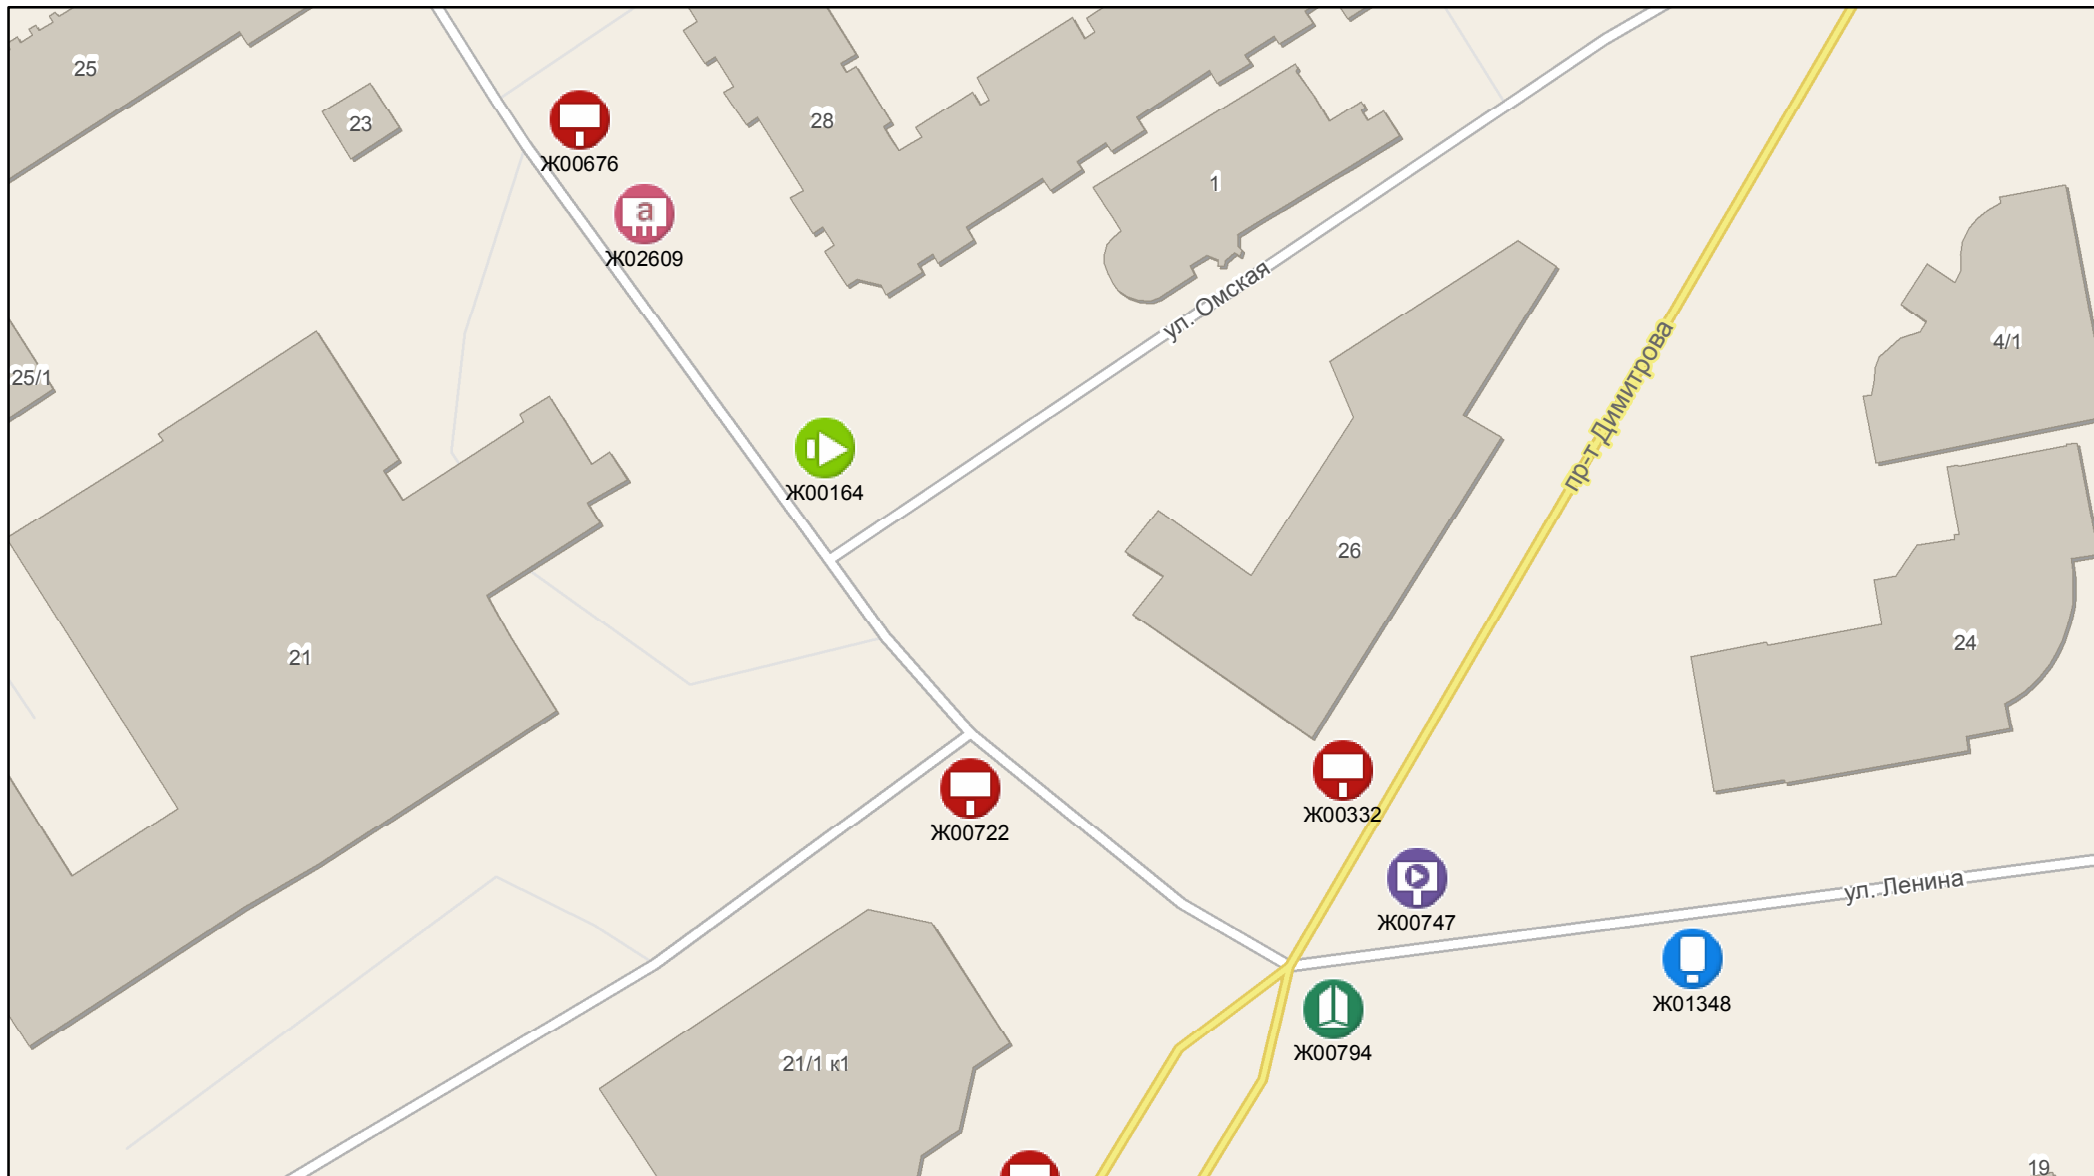 25
23
28
Ж00676
1
Ж02609
ул. Омская
25/1
4/1
пр-т Димитрова
Ж00164
26
21
24
Ж00722
Ж00332
Ж00747
ул. Ленина
Ж01348
Ж00794
21/1 к1
19